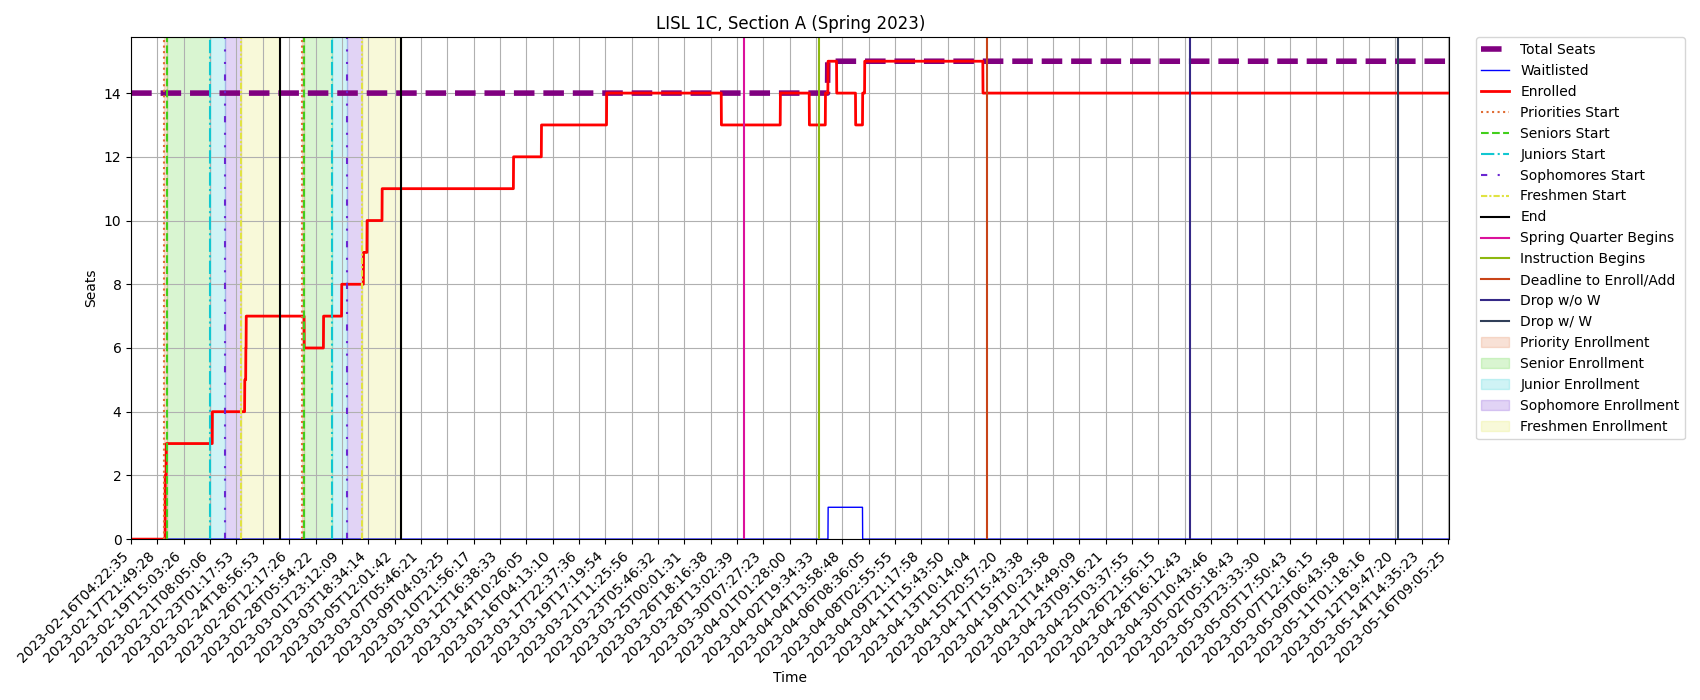 LISL 1C, Section A (Spring 2023)
Seats
14
12
10
8
6
4
2
0
2023-02-16T04:22:35
2023-02-17T21:49:28
2023-02-19T15:03:26
2023-02-21T08:05:06
2023-02-23T01:17:53
2023-02-24T18:56:53
2023-02-26T12:17:29
2023-02-28T05:54:22
2023-03-01T23:12:09
2023-03-03T18:34:14
2023-03-05T12:01:42
2023-03-07T05:46:21
2023-03-09T04:03:25
2023-03-10T21:56:17
2023-03-12T16:38:33
2023-03-14T10:26:05
2023-03-16T04:13:10
2023-03-17T22:37:36
2023-03-19T17:19:54
2023-03-21T11:25:56
2023-03-23T05:46:32
2023-03-25T00:01:31
2023-03-26T18:16:38
2023-03-28T13:02:39
2023-03-30T07:27:23
2023-04-01T01:28:00
2023-04-02T19:34:33
2023-04-04T13:58:48
2023-04-06T08:36:05
2023-04-08T02:55:55
2023-04-09T21:17:58
2023-04-11T15:43:50
2023-04-13T10:14:04
2023-04-15T20:57:20
2023-04-17T15:43:38
2023-04-19T10:23:58
2023-04-21T14:49:09
2023-04-23T09:16:21
2023-04-25T03:37:55
2023-04-26T21:56:15
2023-04-28T16:12:43
2023-04-30T10:43:46
2023-05-02T05:18:43
2023-05-03T23:33:30
2023-05-05T17:50:43
2023-05-07T12:16:15
2023-05-09T06:43:58
2023-05-11T01:18:16
2023-05-12T19:47:20
2023-05-14T14:35:23
2023-05-16T09:05:25
Time
Total Seats
Waitlisted
Enrolled
Priorities Start
Seniors Start
Juniors Start
Sophomores Start
Freshmen Start
End
Spring Quarter Begins
Instruction Begins
Deadline to Enroll/Add
Drop w/o W
Drop w/ W
Priority Enrollment
Senior Enrollment
Junior Enrollment
Sophomore Enrollment
Freshmen Enrollment